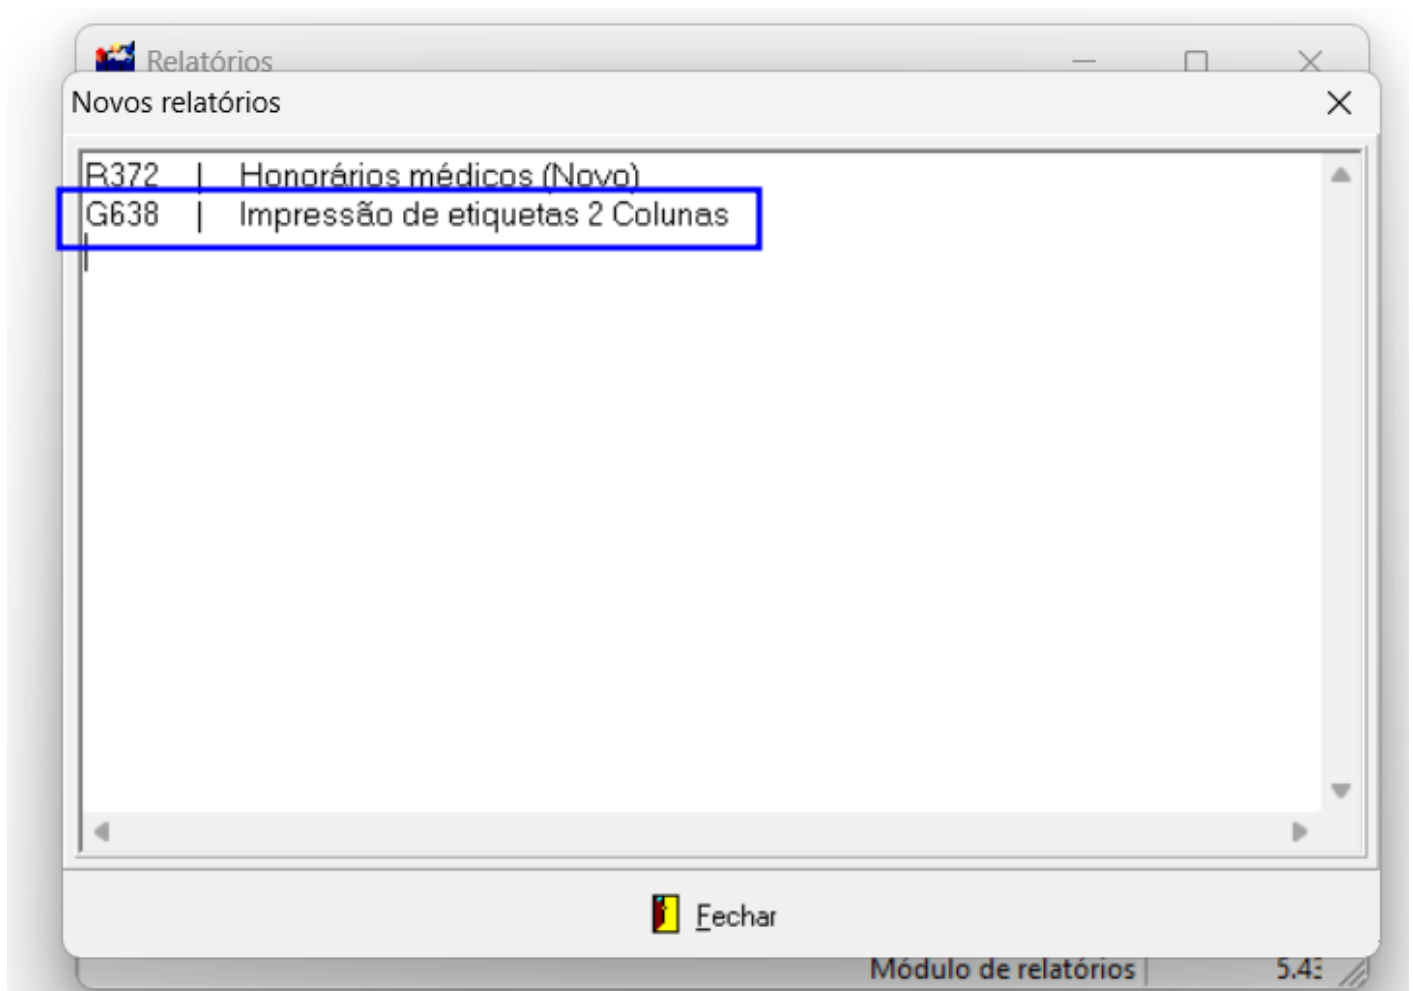 Relatórios
Novos relatórios
R372 | Honorários médicos (Novo)
G638 | Impressão de etiquetas 2 Colunas
Fechar
Módulo de relatórios